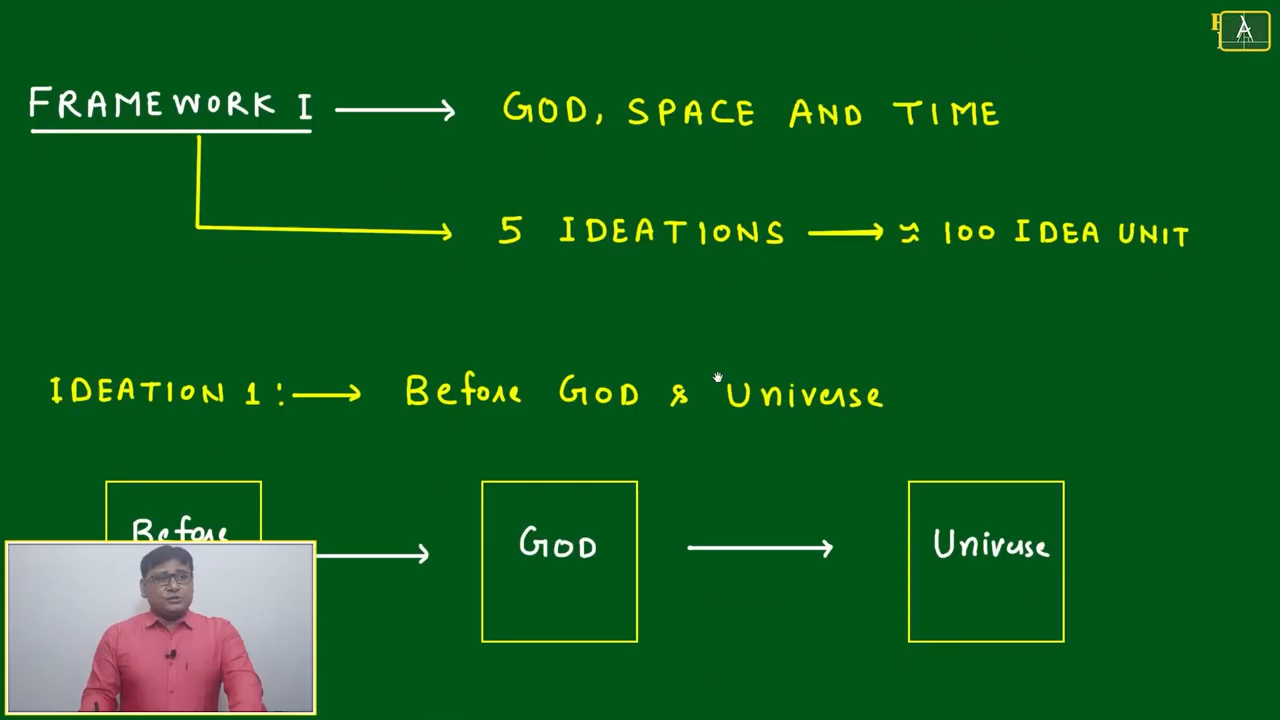 FRAMEWORK I → GOD, SPACE AND TIME
→ 5 IDEATIONS → ≈ 100 IDEA UNIT
IDEATION 1: → Before GOD & Universe
Before → GOD → Universe